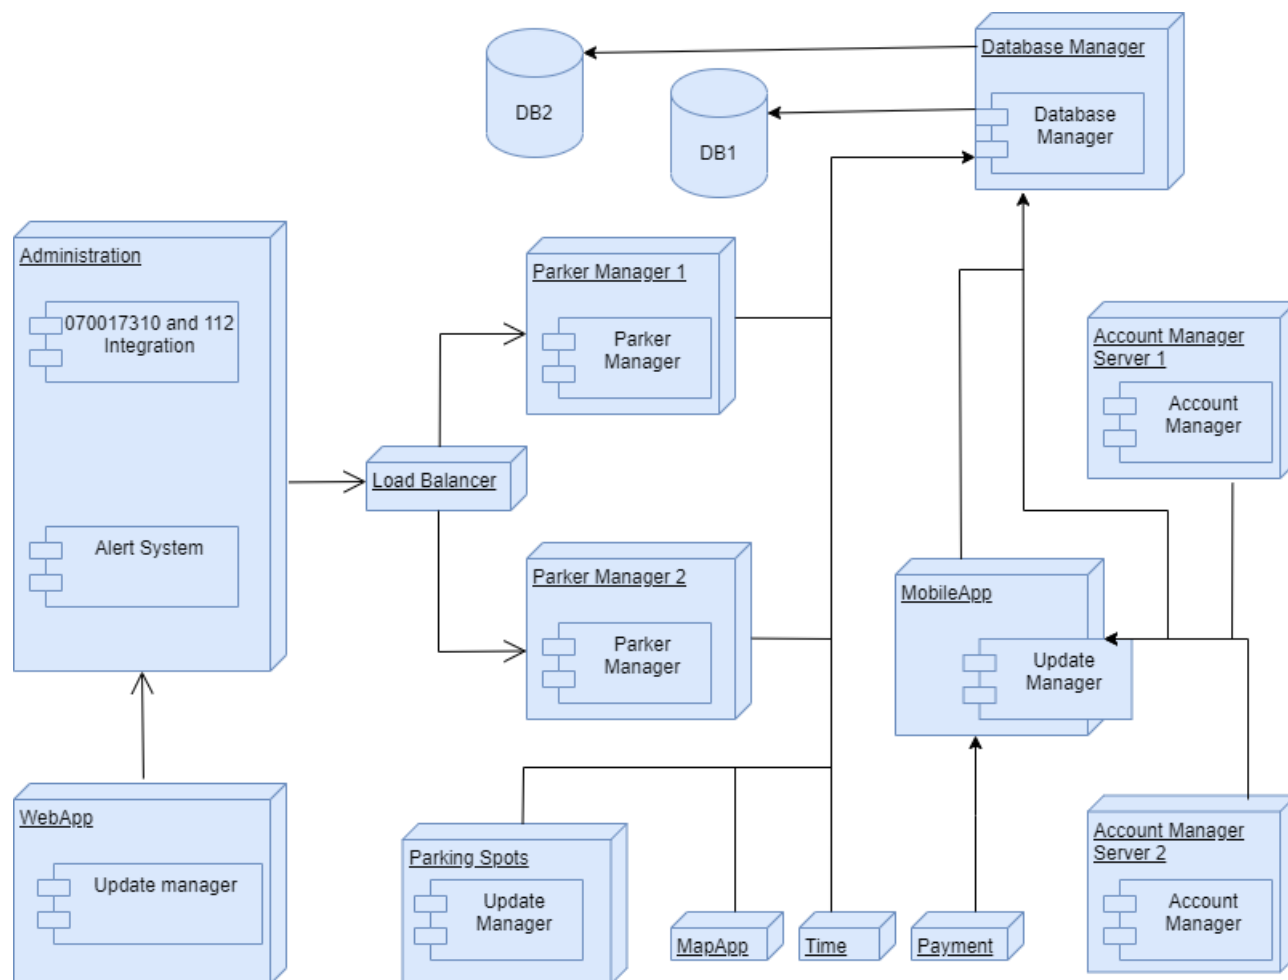 Database Manager
Database
Manager
DB2
DB1
Administration
070017310 and 112
Integration
Alert System
Parker Manager 1
Parker
Manager
Load Balancer
Parker Manager 2
Parker
Manager
Account Manager
Server 1
Account
Manager
MobileApp
Update
Manager
WebApp
Update manager
Parking Spots
Update
Manager
MapApp
Time
Payment
Account Manager
Server 2
Account
Manager